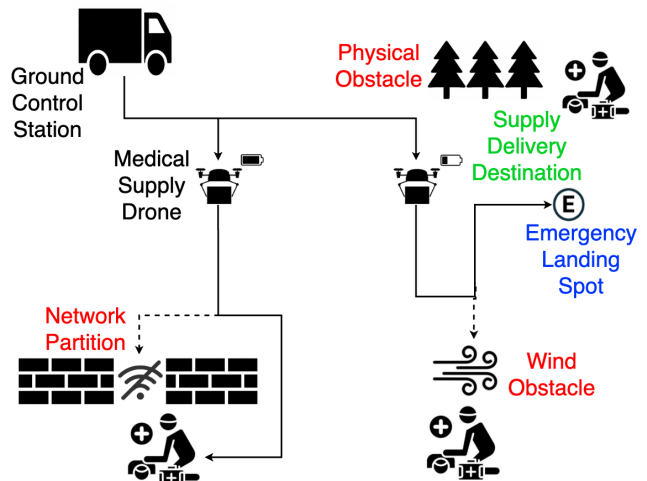 Ground
Control
Station
Physical
Obstacle
Supply
Delivery
Destination
Medical
Supply
Drone
E
Emergency
Landing
Spot
Network
Partition
Wind
Obstacle